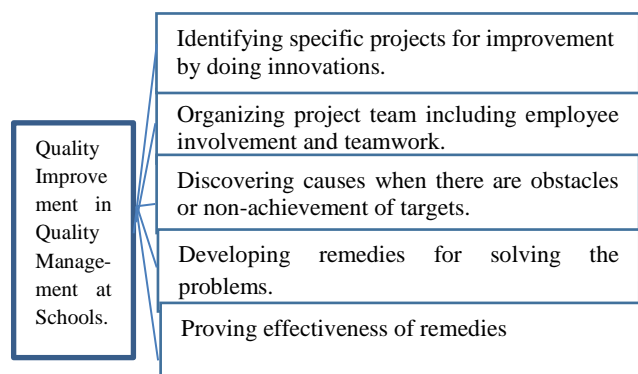 Identifying specific projects for improvement
by doing innovations.
Organizing project team including employee
involvement and teamwork.
Quality
Improve
ment in
Quality
Manage-
ment at
Schools.
Discovering causes when there are obstacles
or non-achievement of targets.
Developing remedies for solving the
problems.
Proving effectiveness of remedies